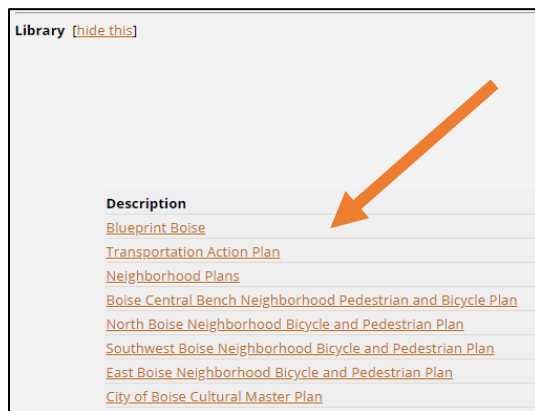 Library [hide this]
Description
Blueprint Boise
Transportation Action Plan
Neighborhood Plans
Boise Central Bench Neighborhood Pedestrian and Bicycle Plan
North Boise Neighborhood Bicycle and Pedestrian Plan
Southwest Boise Neighborhood Bicycle and Pedestrian Plan
East Boise Neighborhood Bicycle and Pedestrian Plan
City of Boise Cultural Master Plan